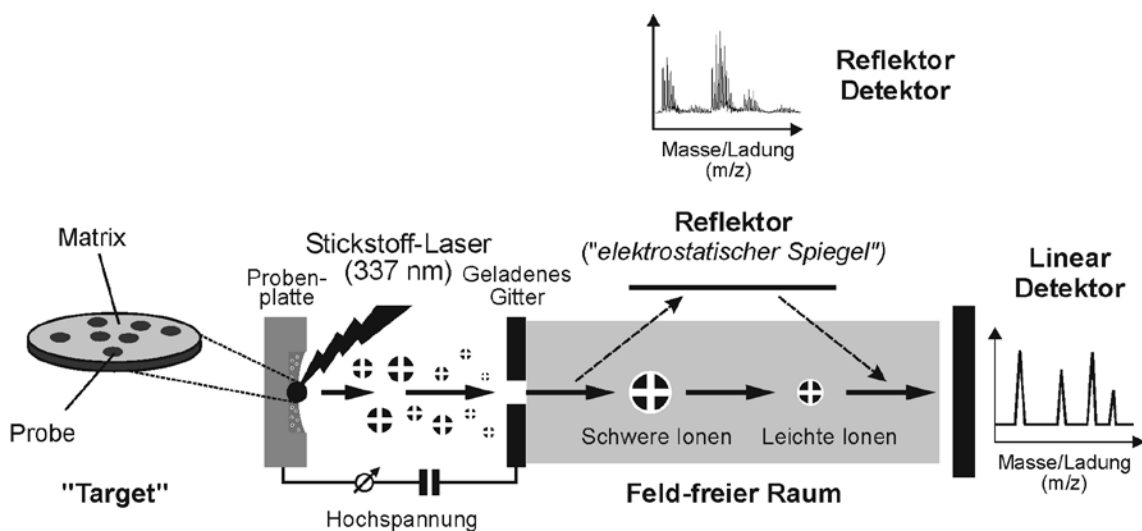 Reflektor
Detektor
Masse/Ladung
(m/z)
Reflektor
("elektrostatischer Spiegel")
Matrix
Stickstoff-Laser
(337 nm)
Proben-
platte
Geladenes
Gitter
Linear
Detektor
Probe
Schwere Ionen
Leichte Ionen
Masse/Ladung
(m/z)
"Target"
Hochspannung
Feld-freier Raum